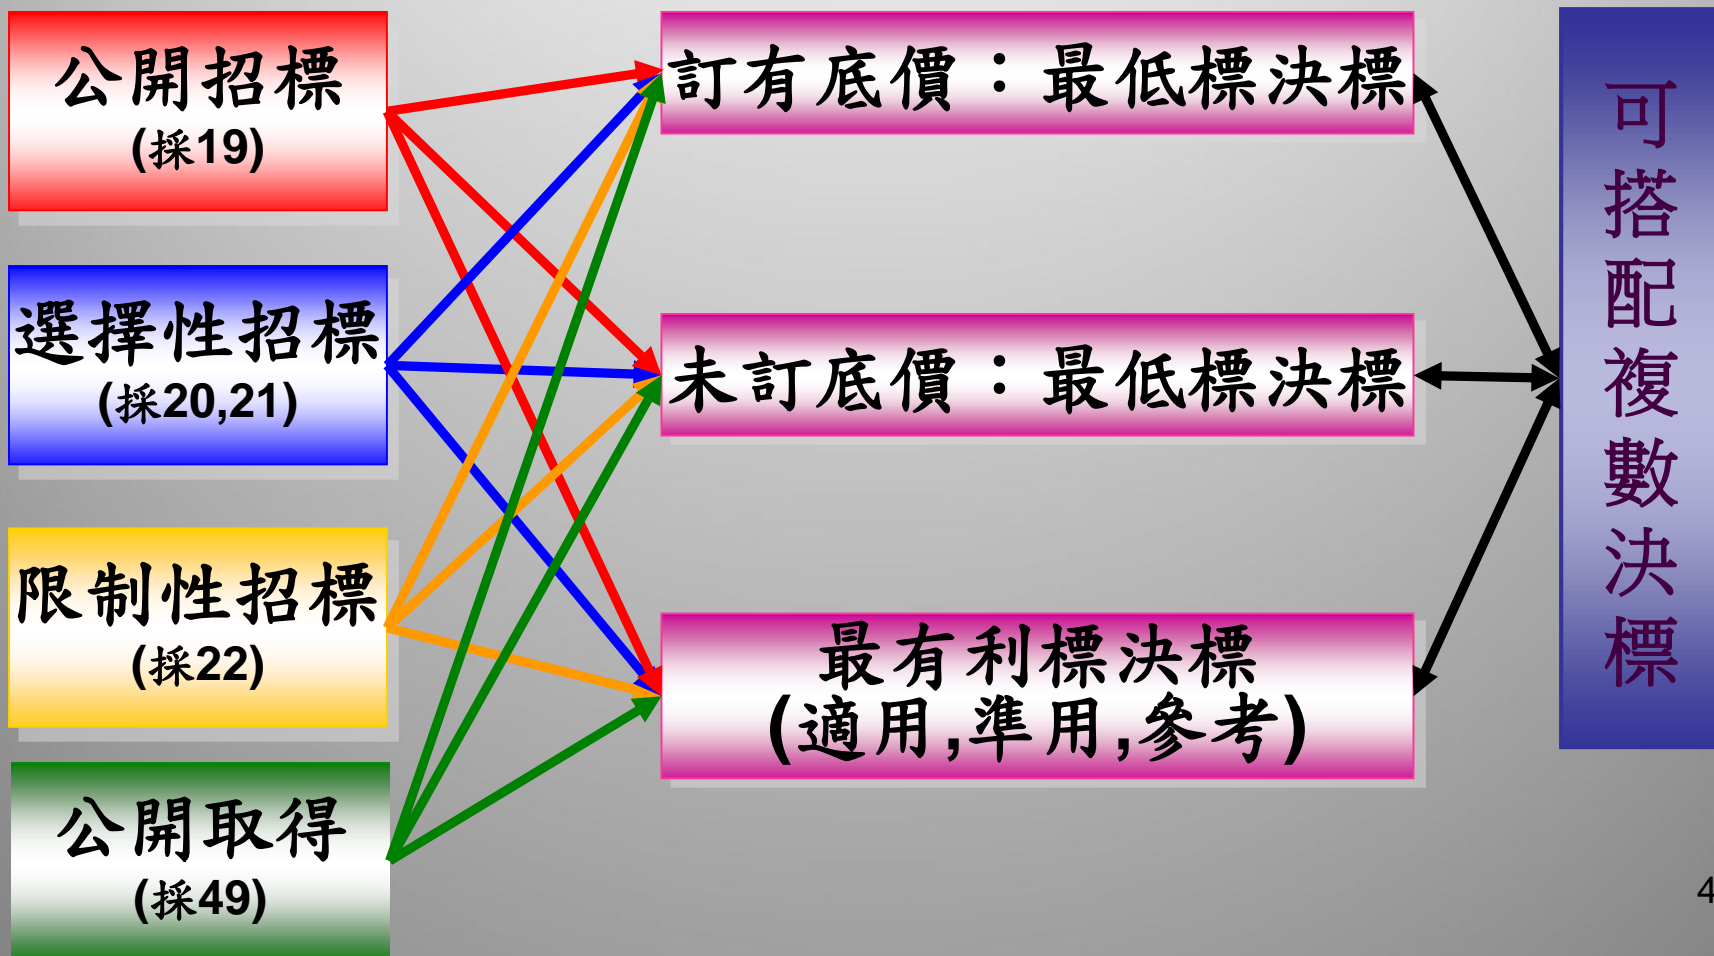 公開招標
(採19)
選擇性招標
(採20,21)
限制性招標
(採22)
公開取得
(採49)
訂有底價：最低標決標
未訂底價：最低標決標
最有利標決標
(適用,準用,參考)
可搭配複數決標
4